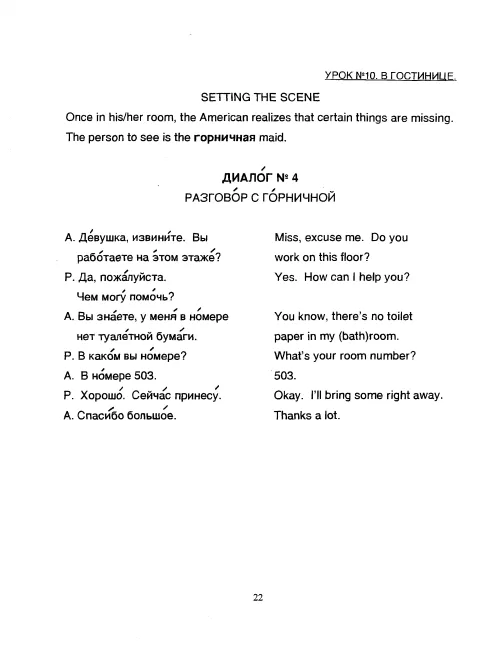 УРОК №10. В ГОСТИНИЦЕ.
SETTING THE SCENE
Once in his/her room, the American realizes that certain things are missing.
The person to see is the горничная maid.
ДИАЛО́Г № 4
РАЗГОВО́Р С ГО́РНИЧНОЙ
А. Де́вушка, извини́те. Вы Miss, excuse me. Do you
рабо́таете на э́том этаже́? work on this floor?
Р. Да, пожа́луйста. Yes. How can I help you?
Чем могу́ помо́чь?
А. Вы зна́ете, у меня́ в но́мере You know, there's no toilet
нет туале́тной бума́ги. paper in my (bath)room.
Р. В како́м вы но́мере? What's your room number?
А. В но́мере 503. 503.
Р. Хорошо́. Сейча́с принесу́. Okay. I'll bring some right away.
А. Спаси́бо большо́е. Thanks a lot.
22